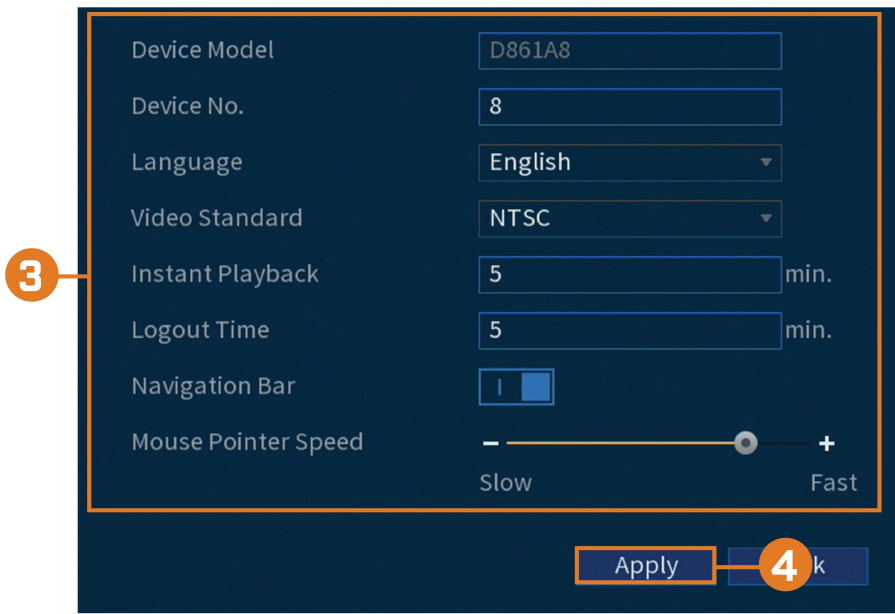 Device Model D861A8
Device No. 8
Language English
Video Standard NTSC
3 Instant Playback 5 min.
Logout Time 5 min.
Navigation Bar
Mouse Pointer Speed - +
Slow Fast
Apply 4 k